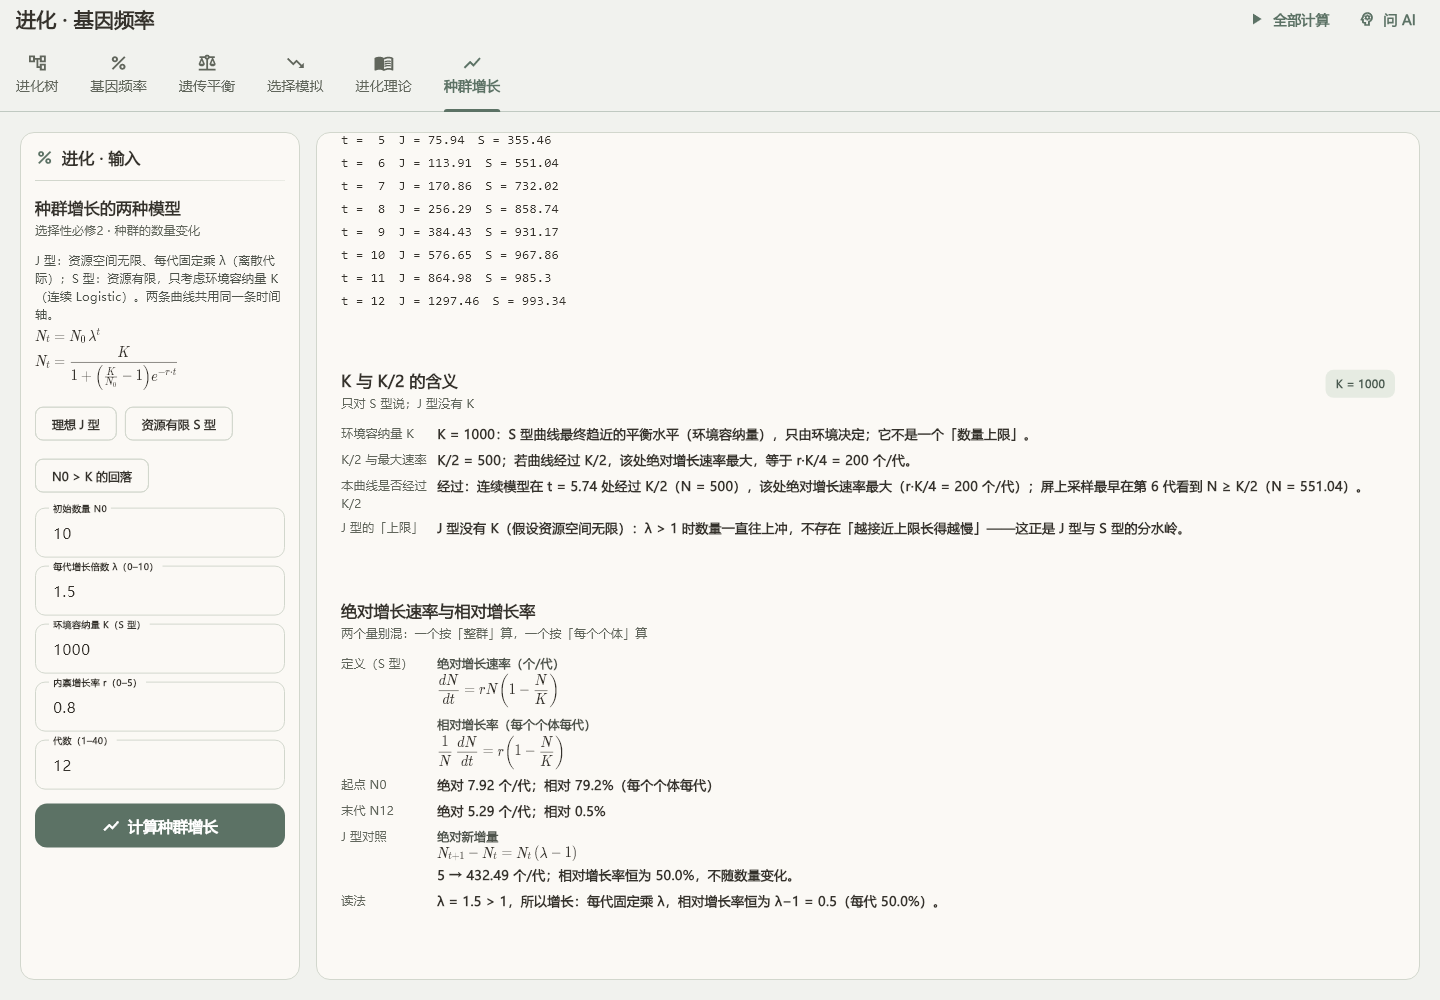 进化 · 基因频率
全部计算
问 AI
进化树
基因频率
遗传平衡
选择模拟
进化理论
种群增长
进化 · 输入
种群增长的两种模型
选择性必修2 · 种群的数量变化
J 型：资源空间无限、每代固定乘 λ（离散代
际）；S 型：资源有限，只考虑环境容纳量 K
（连续 Logistic）。两条曲线共用同一条时间
轴。
N_t = N_0 λ^t
N_t = K / (1 + (K/N_0 − 1) e^{−r·t})
理想 J 型
资源有限 S 型
N0 > K 的回落
初始数量 N0
10
每代增长倍数 λ（0–10）
1.5
环境容纳量 K（S 型）
1000
内禀增长率 r（0–5）
0.8
代数（1–40）
12
计算种群增长
t =  5  J = 75.94  S = 355.46
t =  6  J = 113.91  S = 551.04
t =  7  J = 170.86  S = 732.02
t =  8  J = 256.29  S = 858.74
t =  9  J = 384.43  S = 931.17
t = 10  J = 576.65  S = 967.86
t = 11  J = 864.98  S = 985.3
t = 12  J = 1297.46  S = 993.34
K 与 K/2 的含义
K = 1000
只对 S 型说；J 型没有 K
环境容纳量 K
K = 1000：S 型曲线最终趋近的平衡水平（环境容纳量），只由环境决定；它不是一个「数量上限」。
K/2 与最大速率
K/2 = 500；若曲线经过 K/2，该处绝对增长速率最大，等于 r·K/4 = 200 个/代。
本曲线是否经过
K/2
经过：连续模型在 t = 5.74 处经过 K/2（N = 500），该处绝对增长速率最大（r·K/4 = 200 个/代）；屏上采样最早在第 6 代看到 N ≥ K/2（N = 551.04）。
J 型的「上限」
J 型没有 K（假设资源空间无限）：λ > 1 时数量一直往上冲，不存在「越接近上限长得越慢」——这正是 J 型与 S 型的分水岭。
绝对增长速率与相对增长率
两个量别混：一个按「整群」算，一个按「每个个体」算
定义（S 型）
绝对增长速率（个/代）
dN/dt = rN(1 − N/K)
相对增长率（每个个体每代）
1/N dN/dt = r(1 − N/K)
起点 N0
绝对 7.92 个/代；相对 79.2%（每个个体每代）
末代 N12
绝对 5.29 个/代；相对 0.5%
J 型对照
绝对新增量
N_{t+1} − N_t = N_t (λ − 1)
5 → 432.49 个/代；相对增长率恒为 50.0%，不随数量变化。
读法
λ = 1.5 > 1，所以增长：每代固定乘 λ，相对增长率恒为 λ−1 = 0.5（每代 50.0%）。